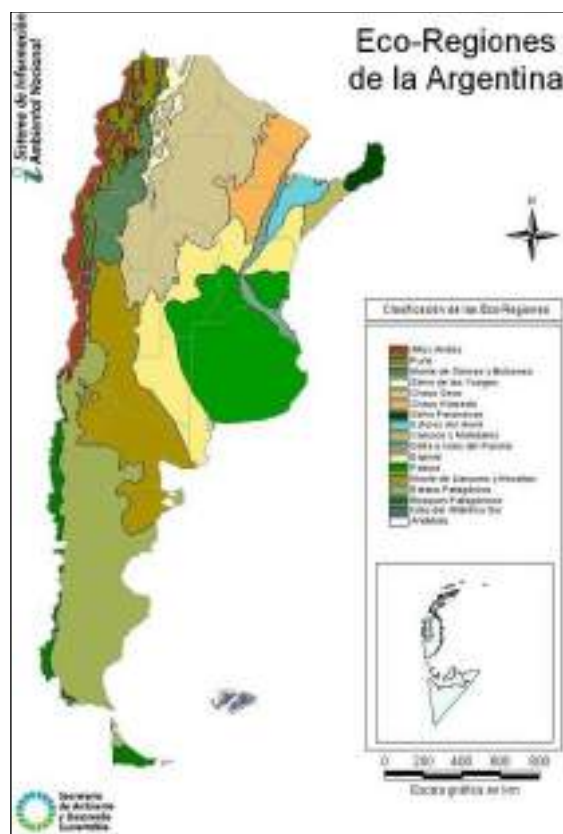 Sistema de Información
Ambiental Nacional
Eco-Regiones
de la Argentina
N
Clasificación de las Eco-Regiones
Altos Andes
Puna
Monte de Sierras y Bolsones
Selva de las Yungas
Chaco Seco
Chaco Húmedo
Selva Paranaense
Esteros del Iberá
Campos y Malezales
Delta e Islas del Paraná
Espinal
Pampa
Monte de Llanuras y Mesetas
Estepa Patagónica
Bosques Patagónicos
Islas del Atlántico Sur
Antártida
0 200 400 600 800
Escala gráfica en km
Secretaría
de Ambiente
y Desarrollo
Sustentable